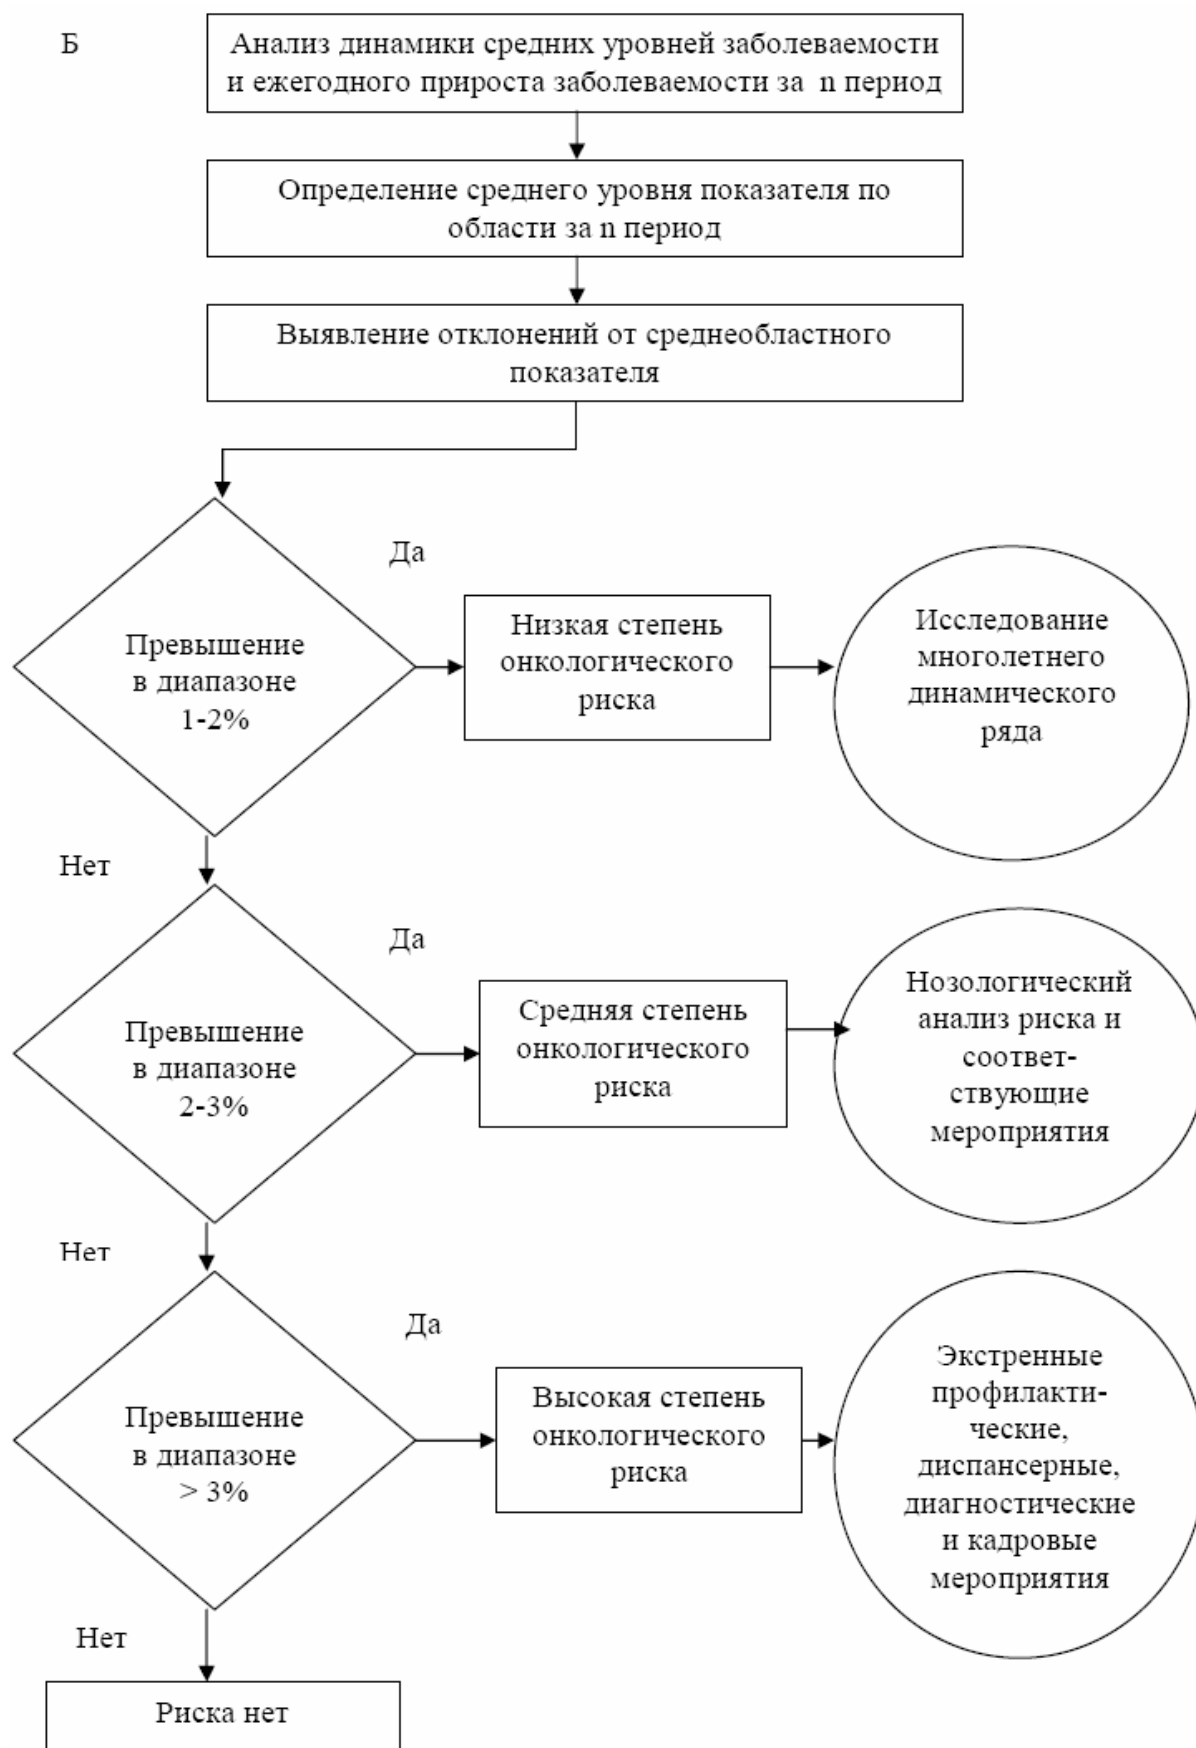 Б
Анализ динамики средних уровней заболеваемости
и ежегодного прироста заболеваемости за n период
Определение среднего уровня показателя по
области за n период
Выявление отклонений от среднеобластного
показателя
Да
Превышение
в диапазоне
1-2%
Низкая степень
онкологического
риска
Исследование
многолетнего
динамического
ряда
Нет
Да
Превышение
в диапазоне
2-3%
Средняя степень
онкологического
риска
Нозологический
анализ риска и
соответ-
ствующие
мероприятия
Нет
Да
Превышение
в диапазоне
> 3%
Высокая степень
онкологического
риска
Экстренные
профилакти-
ческие,
диспансерные,
диагностические
и кадровые
мероприятия
Нет
Риска нет